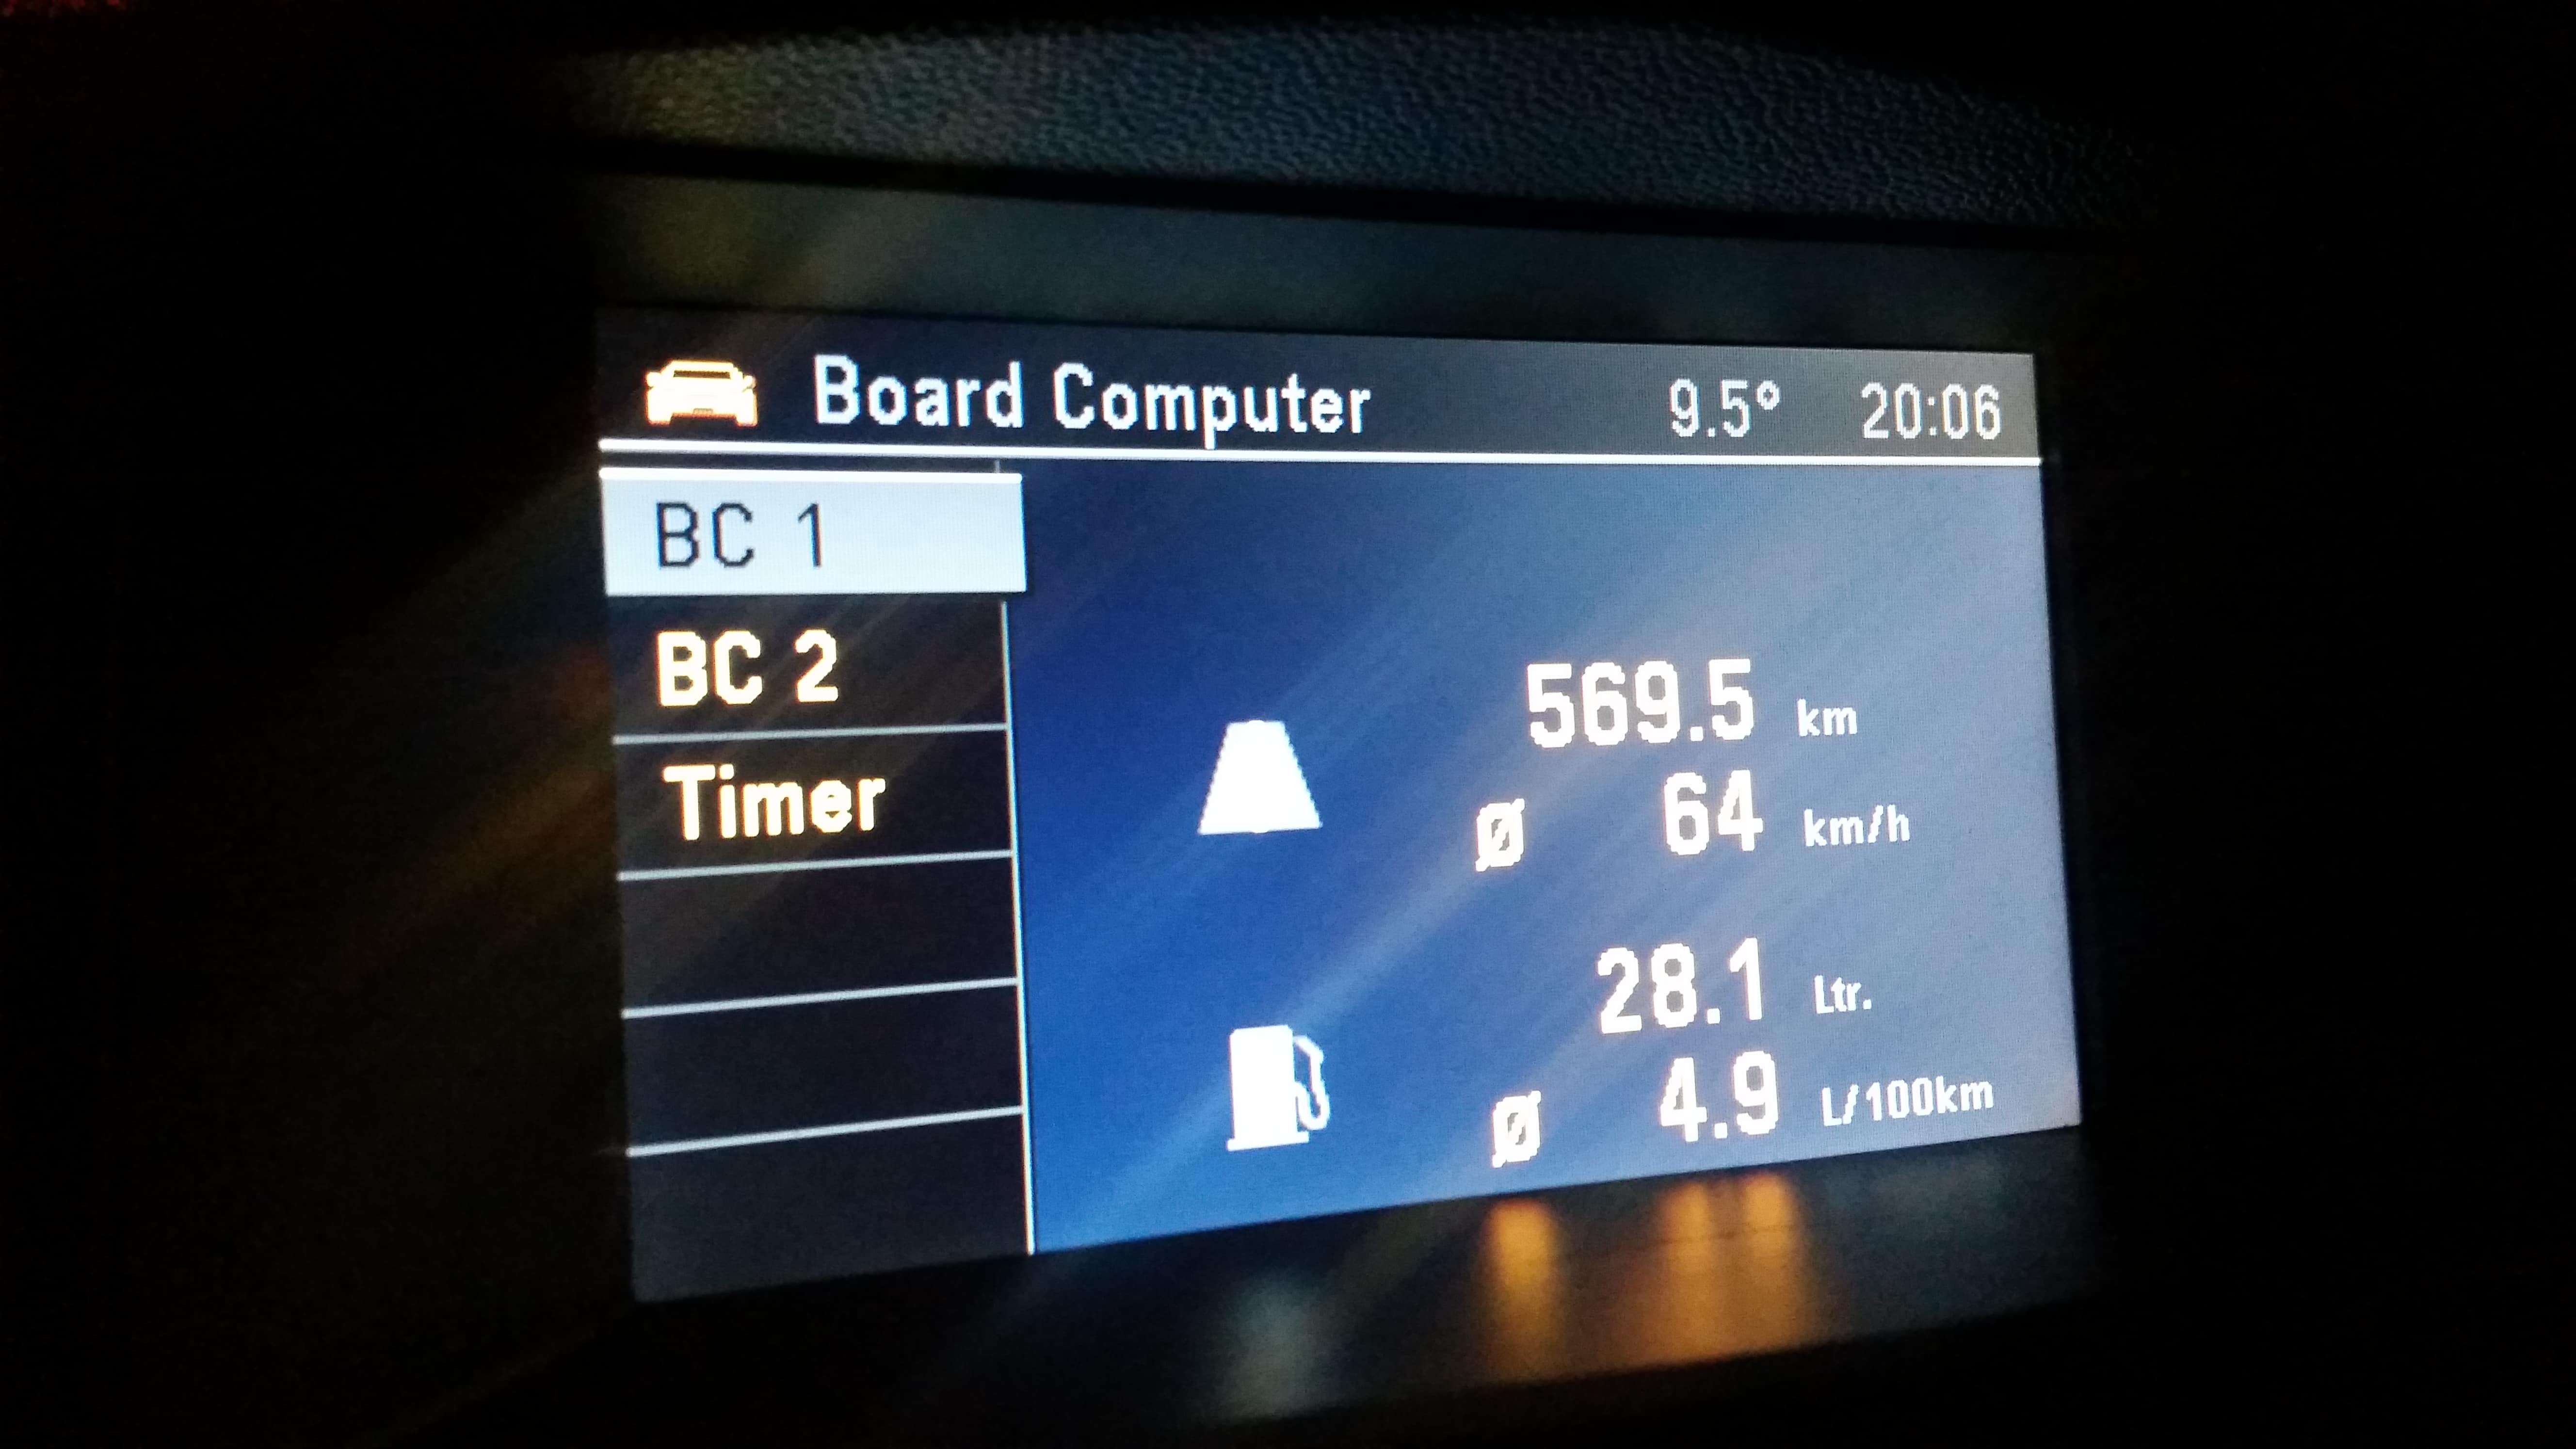 Board Computer 9.5° 20:06
BC 1
BC 2
Timer
569.5 km
Ø 64 km/h
28.1 Ltr.
Ø 4.9 L/100km